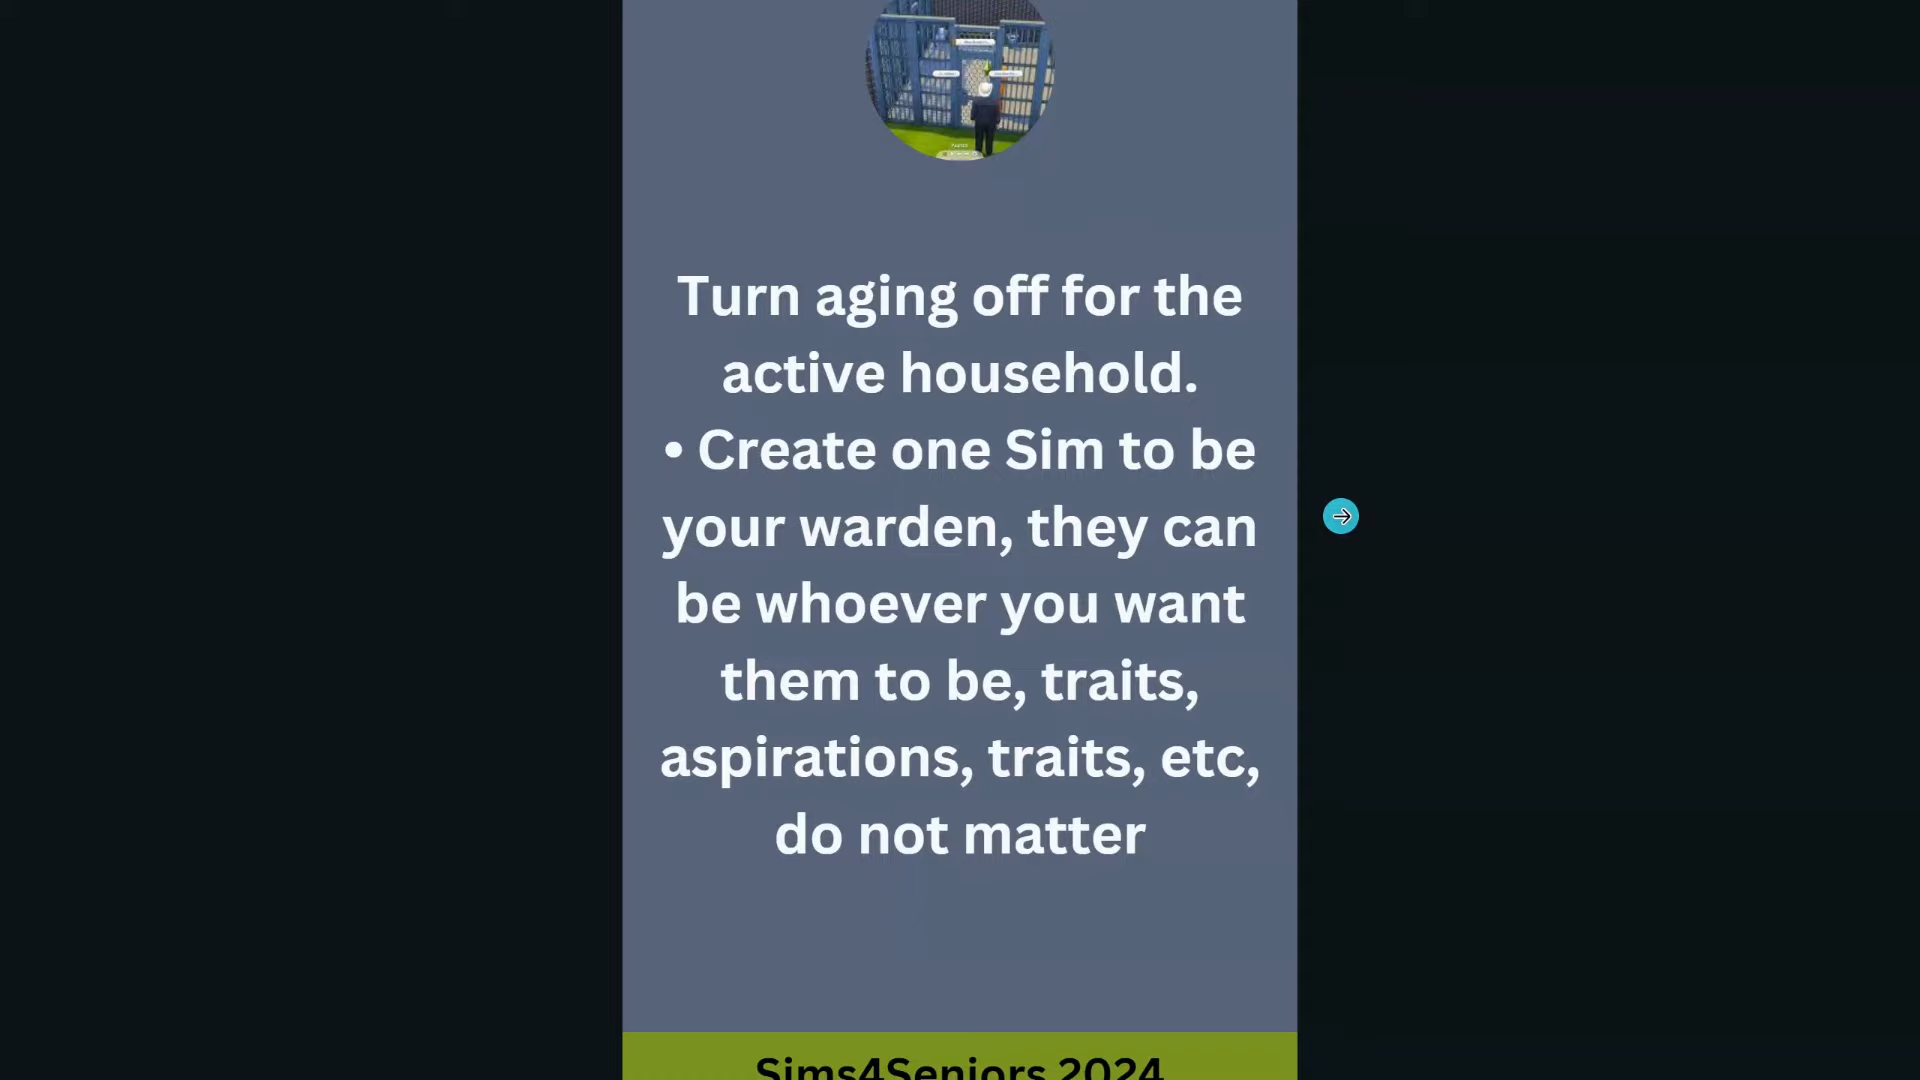 Turn aging off for the
active household.
• Create one Sim to be
your warden, they can
be whoever you want
them to be, traits,
aspirations, traits, etc,
do not matter
Sims4Seniors 2024